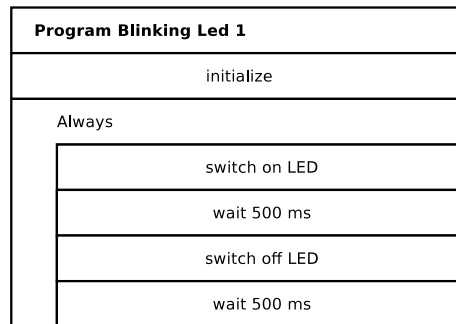 Program Blinking Led 1
initialize
Always
switch on LED
wait 500 ms
switch off LED
wait 500 ms